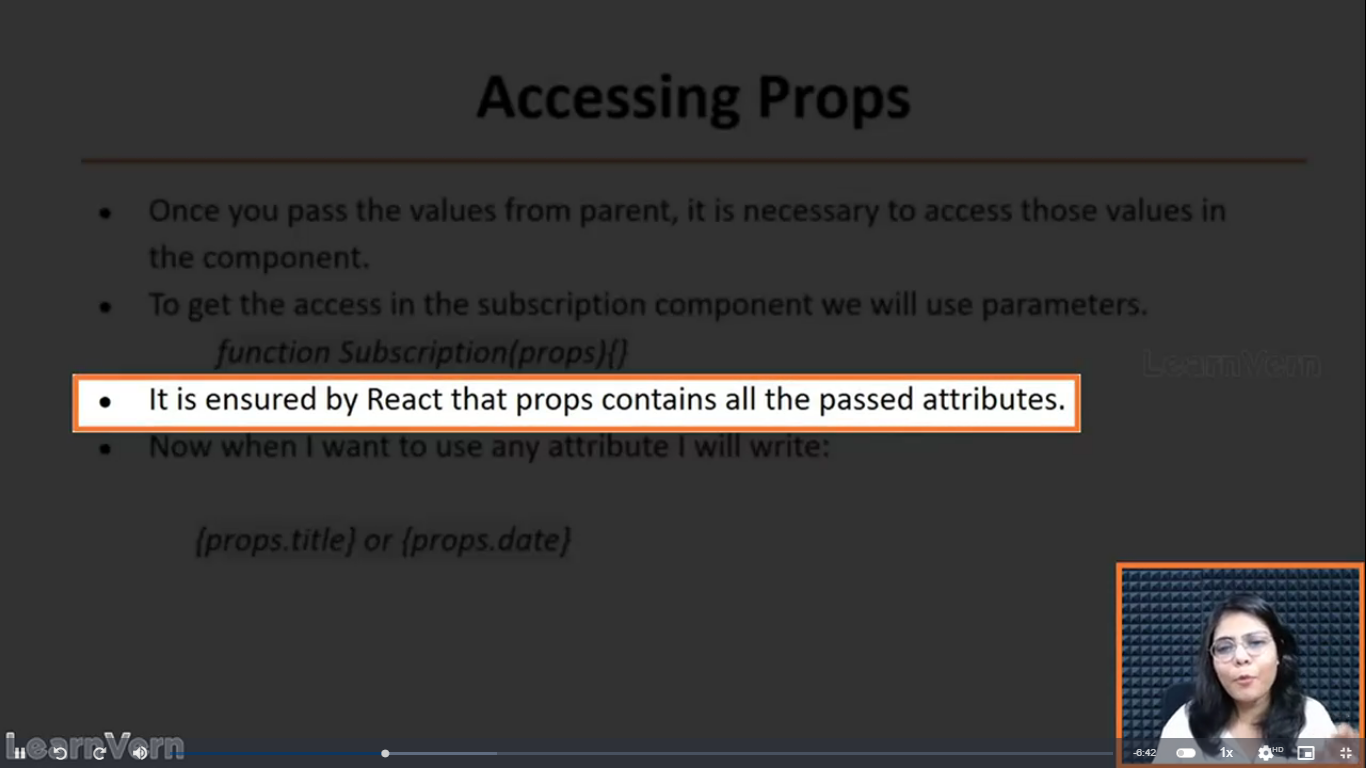 Accessing Props
• Once you pass the values from parent, it is necessary to access those values in
the component.
• To get the access in the subscription component we will use parameters.
function Subscription(props){}
LearnVern
• It is ensured by React that props contains all the passed attributes.
• Now when I want to use any attribute I will write:
{props.title} or {props.date}
LearnVern
-6:42 1x HD